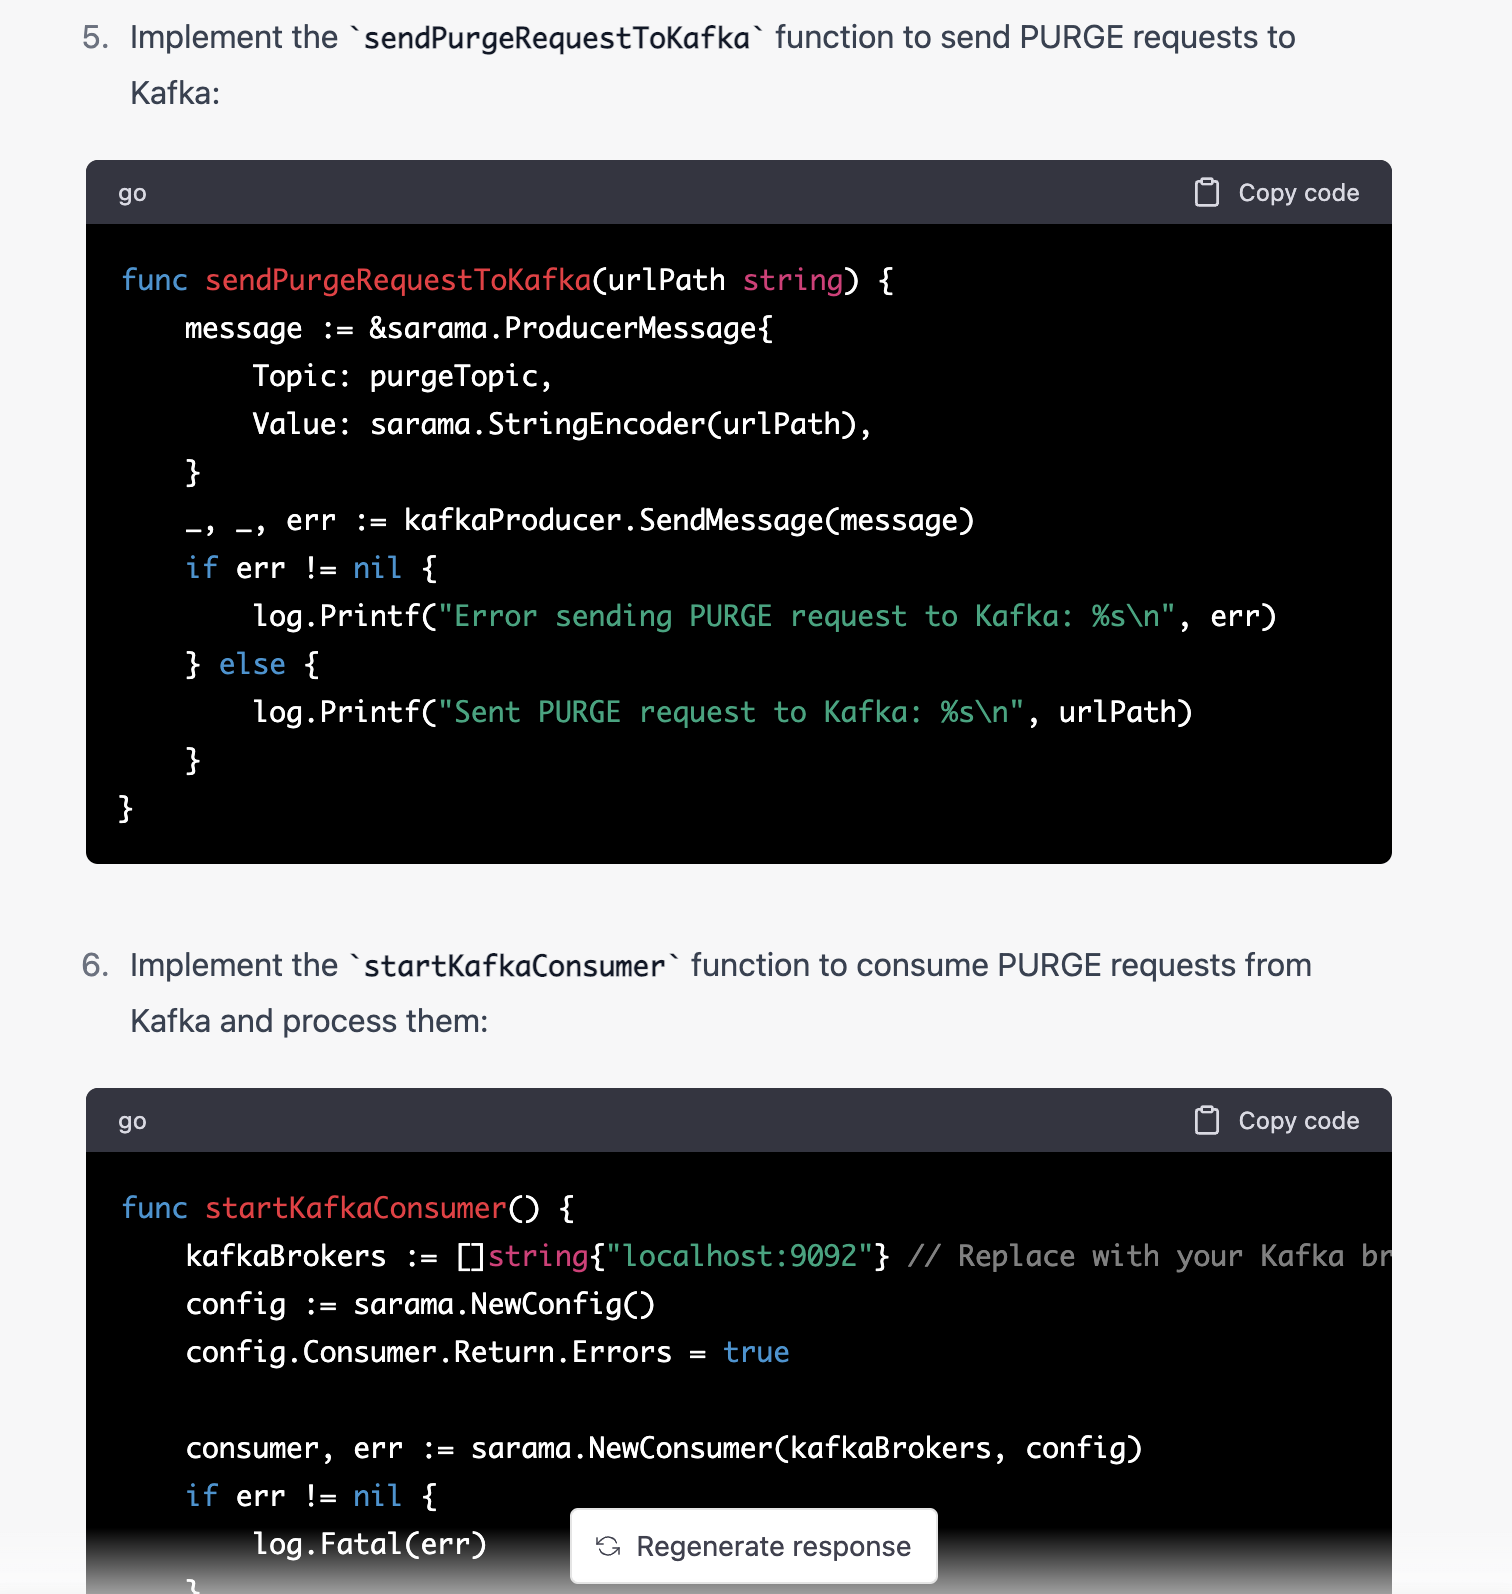 5. Implement the `sendPurgeRequestToKafka` function to send PURGE requests to
Kafka:
go Copy code
func sendPurgeRequestToKafka(urlPath string) {
    message := &sarama.ProducerMessage{
        Topic: purgeTopic,
        Value: sarama.StringEncoder(urlPath),
    }
    _, _, err := kafkaProducer.SendMessage(message)
    if err != nil {
        log.Printf("Error sending PURGE request to Kafka: %s\n", err)
    } else {
        log.Printf("Sent PURGE request to Kafka: %s\n", urlPath)
    }
}
6. Implement the `startKafkaConsumer` function to consume PURGE requests from
Kafka and process them:
go Copy code
func startKafkaConsumer() {
    kafkaBrokers := []string{"localhost:9092"} // Replace with your Kafka br
    config := sarama.NewConfig()
    config.Consumer.Return.Errors = true
    consumer, err := sarama.NewConsumer(kafkaBrokers, config)
    if err != nil {
        log.Fatal(err)
    }
Regenerate response